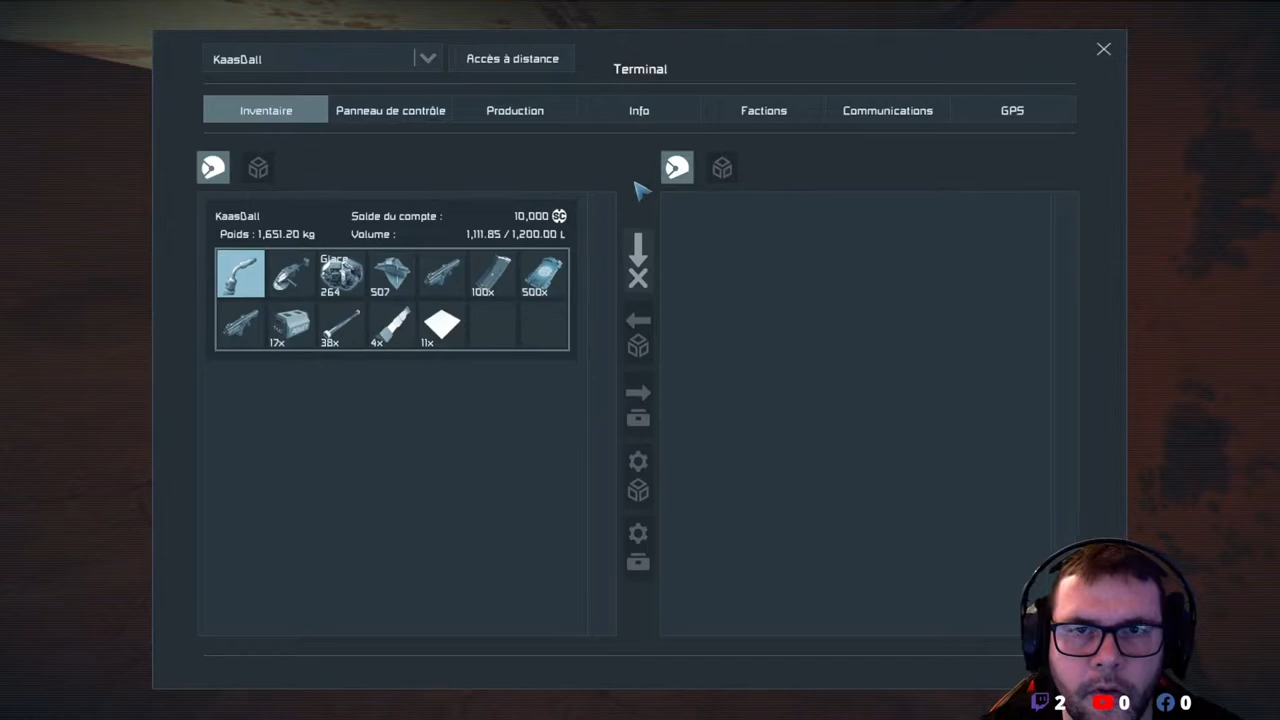 KaasBall
Accès à distance
Terminal
Inventaire
Panneau de contrôle
Production
Info
Factions
Communications
GPS
KaasBall
Solde du compte :
10,000 SC
Poids : 1,651.20 kg
Volume :
1,111.85 / 1,200.00 L
Glace
264
507
100x
500x
17x
38x
4x
11x
2
0
0